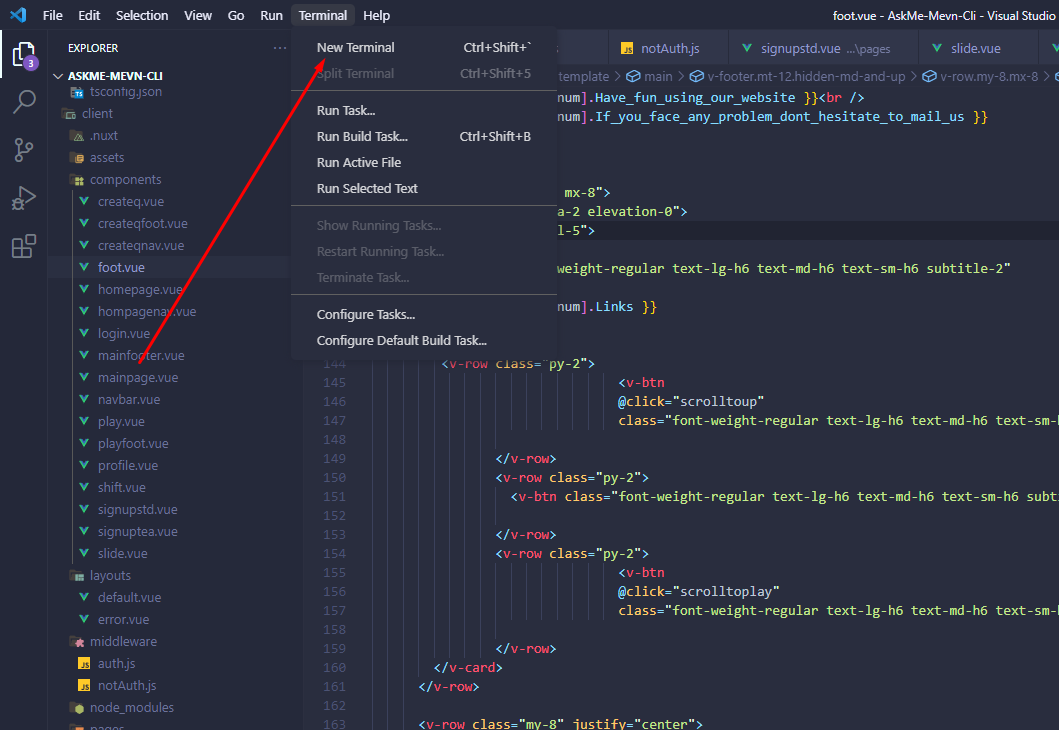 File Edit Selection View Go Run Terminal Help foot.vue - AskMe-Mevn-Cli - Visual Studio
EXPLORER ···
ASKME-MEVN-CLI
tsconfig.json
client
.nuxt
assets
components
createq.vue
createqfoot.vue
createqnav.vue
foot.vue
homepage.vue
hompagenav.vue
login.vue
mainfooter.vue
mainpage.vue
navbar.vue
play.vue
playfoot.vue
profile.vue
shift.vue
signupstd.vue
signuptea.vue
slide.vue
layouts
default.vue
error.vue
middleware
JS auth.js
JS notAuth.js
node_modules
pages
3
New Terminal Ctrl+Shift+`
Split Terminal Ctrl+Shift+5
Run Task...
Run Build Task... Ctrl+Shift+B
Run Active File
Run Selected Text
Show Running Tasks...
Restart Running Task...
Terminate Task...
Configure Tasks...
Configure Default Build Task...
JS notAuth.js signupstd.vue ...\pages slide.vue
template > main > v-footer.mt-12.hidden-md-and-up > v-row.my-8.mx-8 >
num].Have_fun_using_our_website }}<br />
num].If_you_face_any_problem_dont_hesitate_to_mail_us }}
mx-8">
a-2 elevation-0">
l-5">
weight-regular text-lg-h6 text-md-h6 text-sm-h6 subtitle-2"
num].Links }}
144 <v-row class="py-2">
145 <v-btn
146 @click="scrolltoup"
147 class="font-weight-regular text-lg-h6 text-md-h6 text-sm-
148
149 </v-row>
150 <v-row class="py-2">
151 <v-btn class="font-weight-regular text-lg-h6 text-md-h6 text-sm-h6 subt
152
153 </v-row>
154 <v-row class="py-2">
155 <v-btn
156 @click="scrolltoplay"
157 class="font-weight-regular text-lg-h6 text-md-h6 text-sm-
158
159 </v-row>
160 </v-card>
161 </v-row>
162
163 <v-row class="my-8" justify="center">